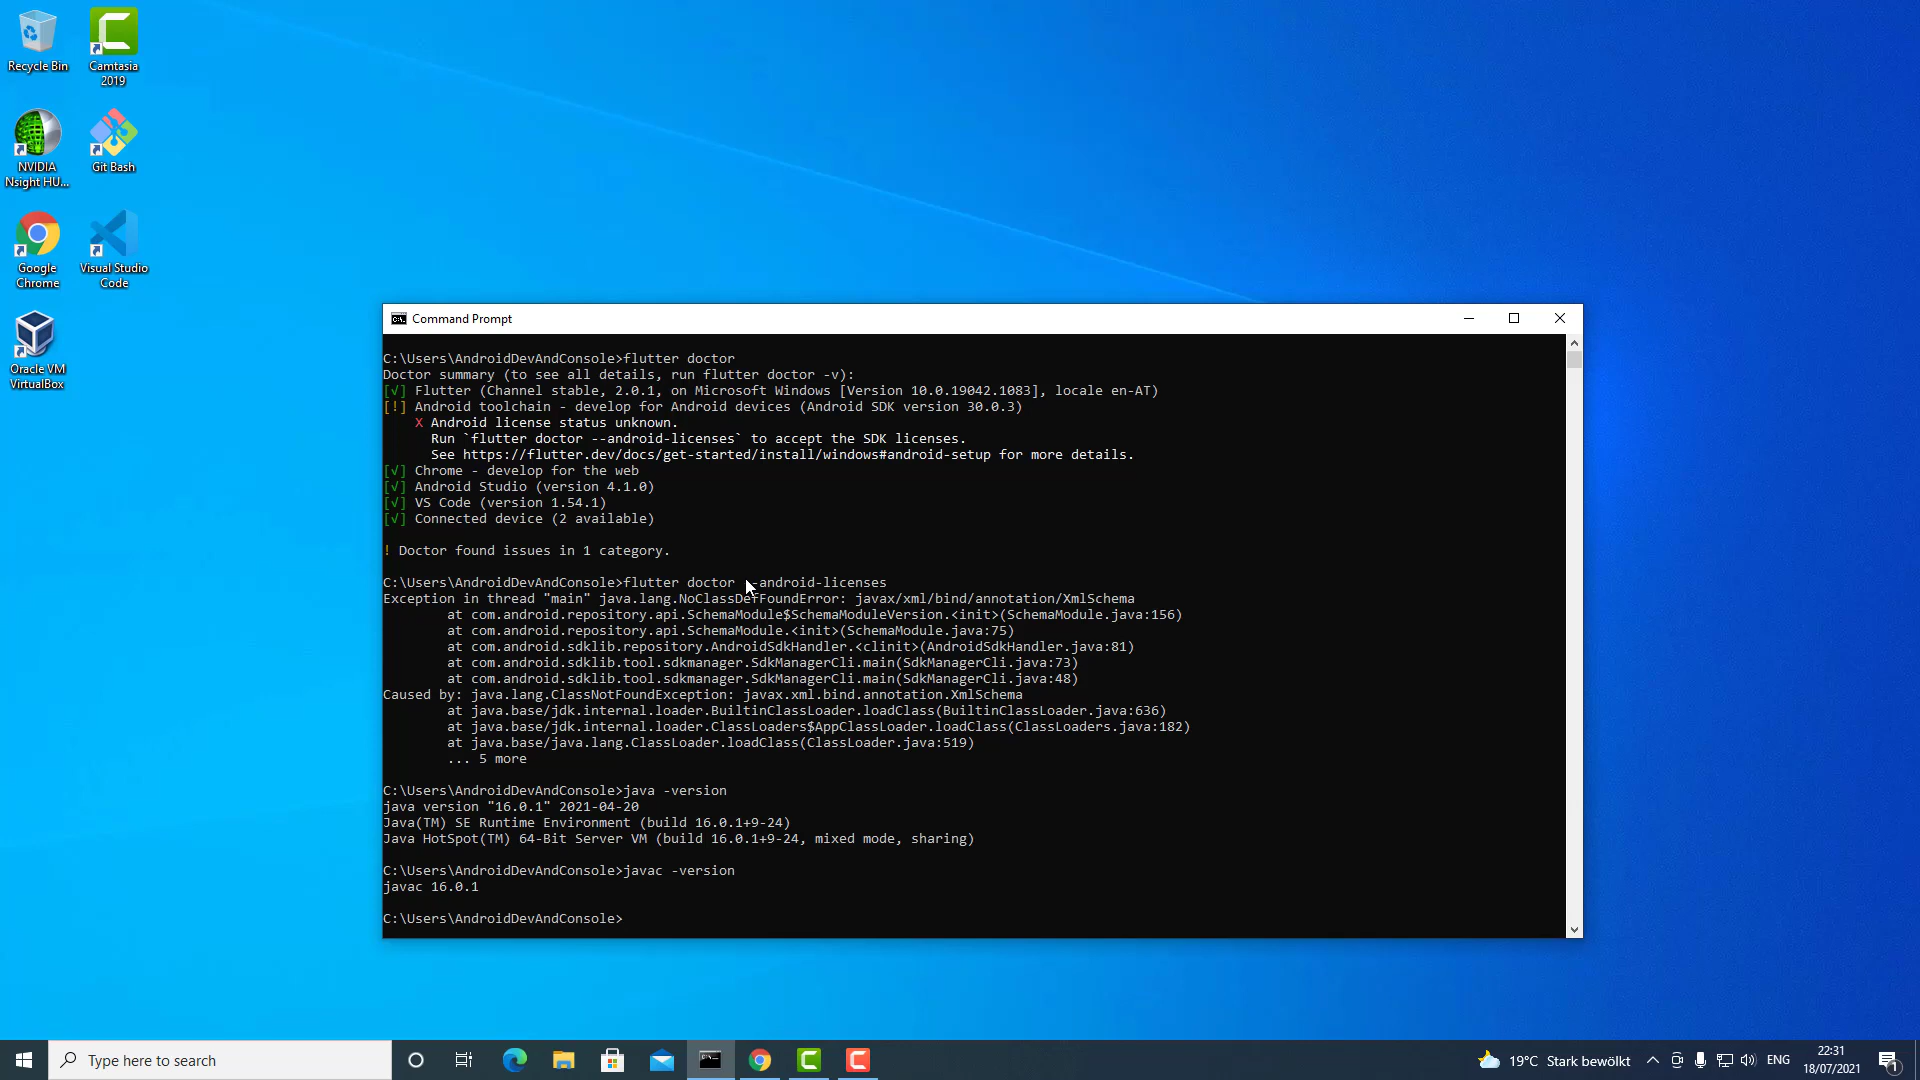 Recycle Bin
Camtasia
2019
NVIDIA
Nsight HU...
Git Bash
Google
Chrome
Visual Studio
Code
Oracle VM
VirtualBox
Command Prompt
C:\Users\AndroidDevAndConsole>flutter doctor
Doctor summary (to see all details, run flutter doctor -v):
[√] Flutter (Channel stable, 2.0.1, on Microsoft Windows [Version 10.0.19042.1083], locale en-AT)
[!] Android toolchain - develop for Android devices (Android SDK version 30.0.3)
X Android license status unknown.
Run `flutter doctor --android-licenses` to accept the SDK licenses.
See https://flutter.dev/docs/get-started/install/windows#android-setup for more details.
[√] Chrome - develop for the web
[√] Android Studio (version 4.1.0)
[√] VS Code (version 1.54.1)
[√] Connected device (2 available)
! Doctor found issues in 1 category.
C:\Users\AndroidDevAndConsole>flutter doctor --android-licenses
Exception in thread "main" java.lang.NoClassDefFoundError: javax/xml/bind/annotation/XmlSchema
at com.android.repository.api.SchemaModule$SchemaModuleVersion.<init>(SchemaModule.java:156)
at com.android.repository.api.SchemaModule.<init>(SchemaModule.java:75)
at com.android.sdklib.repository.AndroidSdkHandler.<clinit>(AndroidSdkHandler.java:81)
at com.android.sdklib.tool.sdkmanager.SdkManagerCli.main(SdkManagerCli.java:73)
at com.android.sdklib.tool.sdkmanager.SdkManagerCli.main(SdkManagerCli.java:48)
Caused by: java.lang.ClassNotFoundException: javax.xml.bind.annotation.XmlSchema
at java.base/jdk.internal.loader.BuiltinClassLoader.loadClass(BuiltinClassLoader.java:636)
at java.base/jdk.internal.loader.ClassLoaders$AppClassLoader.loadClass(ClassLoaders.java:182)
at java.base/java.lang.ClassLoader.loadClass(ClassLoader.java:519)
... 5 more
C:\Users\AndroidDevAndConsole>java -version
java version "16.0.1" 2021-04-20
Java(TM) SE Runtime Environment (build 16.0.1+9-24)
Java HotSpot(TM) 64-Bit Server VM (build 16.0.1+9-24, mixed mode, sharing)
C:\Users\AndroidDevAndConsole>javac -version
javac 16.0.1
C:\Users\AndroidDevAndConsole>
Type here to search
19°C Stark bewölkt
ENG
22:31
18/07/2021
1